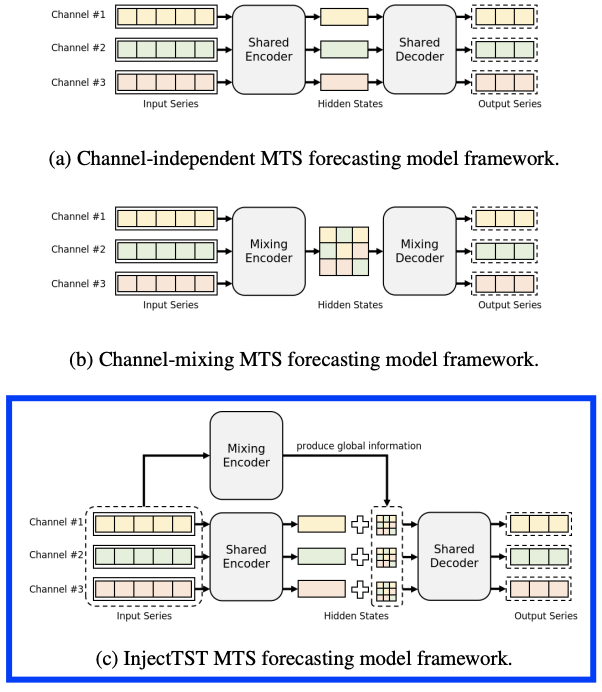 Channel #1
Channel #2
Channel #3
Shared
Encoder
Shared
Decoder
Input Series
Hidden States
Output Series
(a) Channel-independent MTS forecasting model framework.
Channel #1
Channel #2
Channel #3
Mixing
Encoder
Mixing
Decoder
Input Series
Hidden States
Output Series
(b) Channel-mixing MTS forecasting model framework.
Mixing
Encoder
produce global information
Channel #1
Channel #2
Channel #3
Shared
Encoder
Shared
Decoder
Input Series
Hidden States
Output Series
(c) InjectTST MTS forecasting model framework.